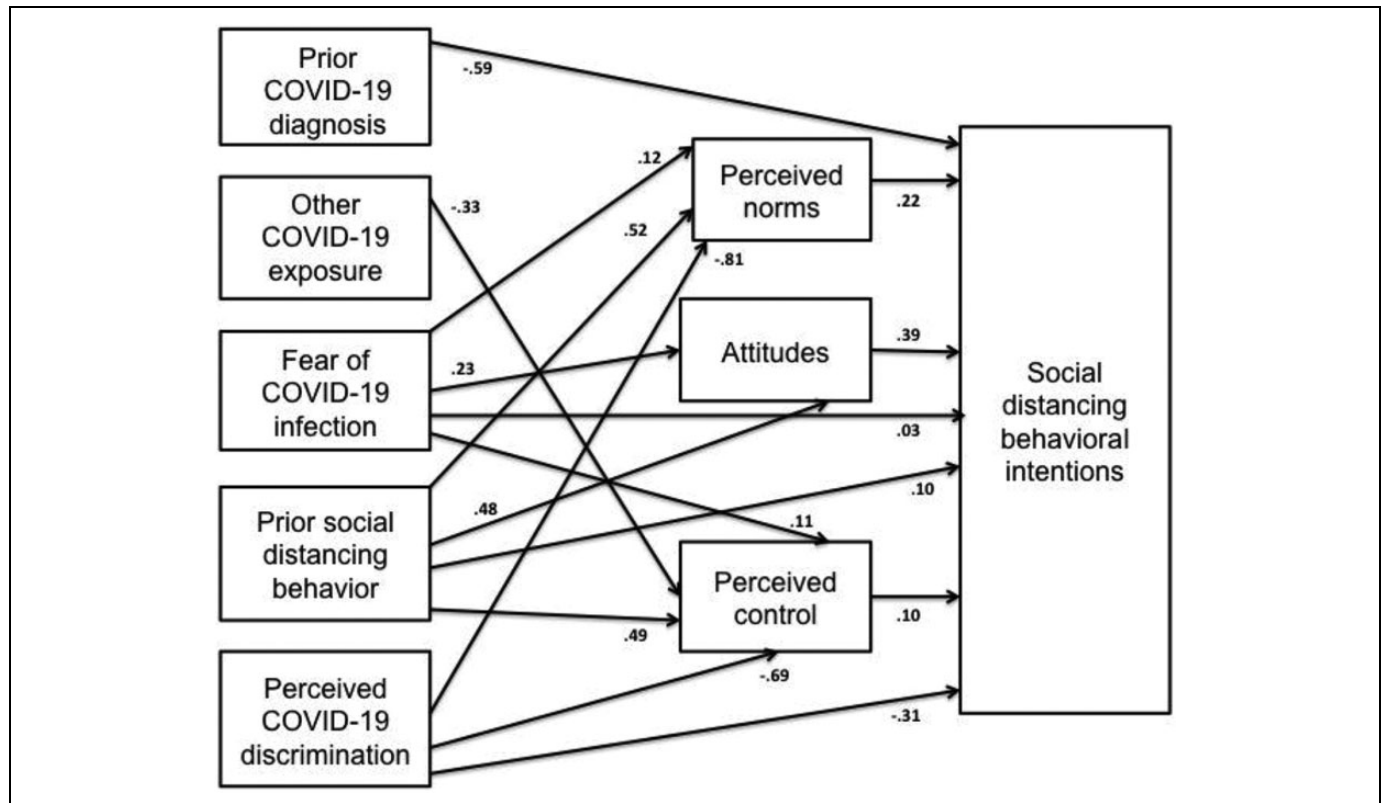 Prior
COVID-19
diagnosis
-.59
Other
COVID-19
exposure
-.33
Fear of
COVID-19
infection
.12
.23
.03
.11
Prior social
distancing
behavior
.52
.48
.10
.49
Perceived
COVID-19
discrimination
-.81
-.69
-.31
Perceived
norms
.22
Attitudes
.39
Perceived
control
.10
Social
distancing
behavioral
intentions